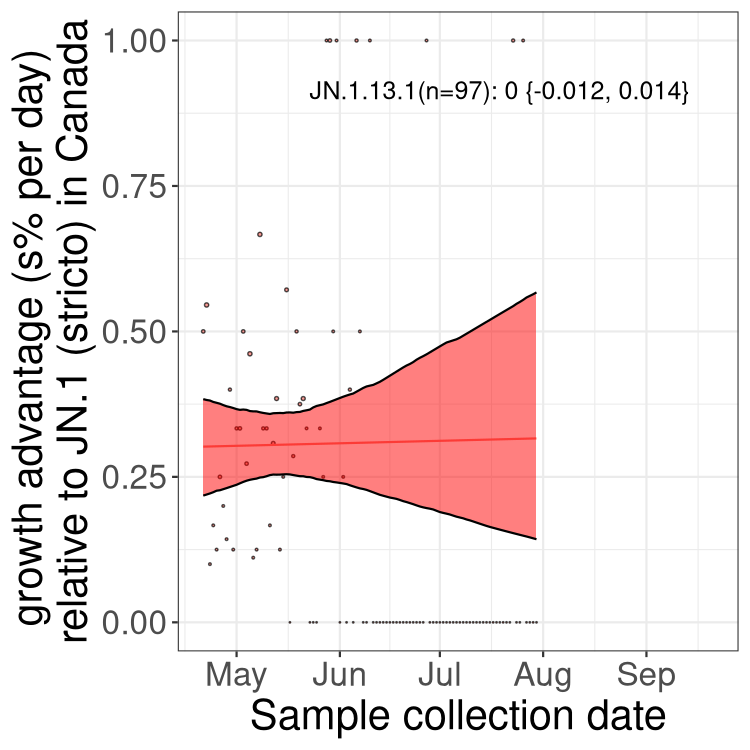 growth advantage (s% per day)
relative to JN.1 (stricto) in Canada
1.00
0.75
0.50
0.25
0.00
JN.1.13.1(n=97): 0 {-0.012, 0.014}
May Jun Jul Aug Sep
Sample collection date